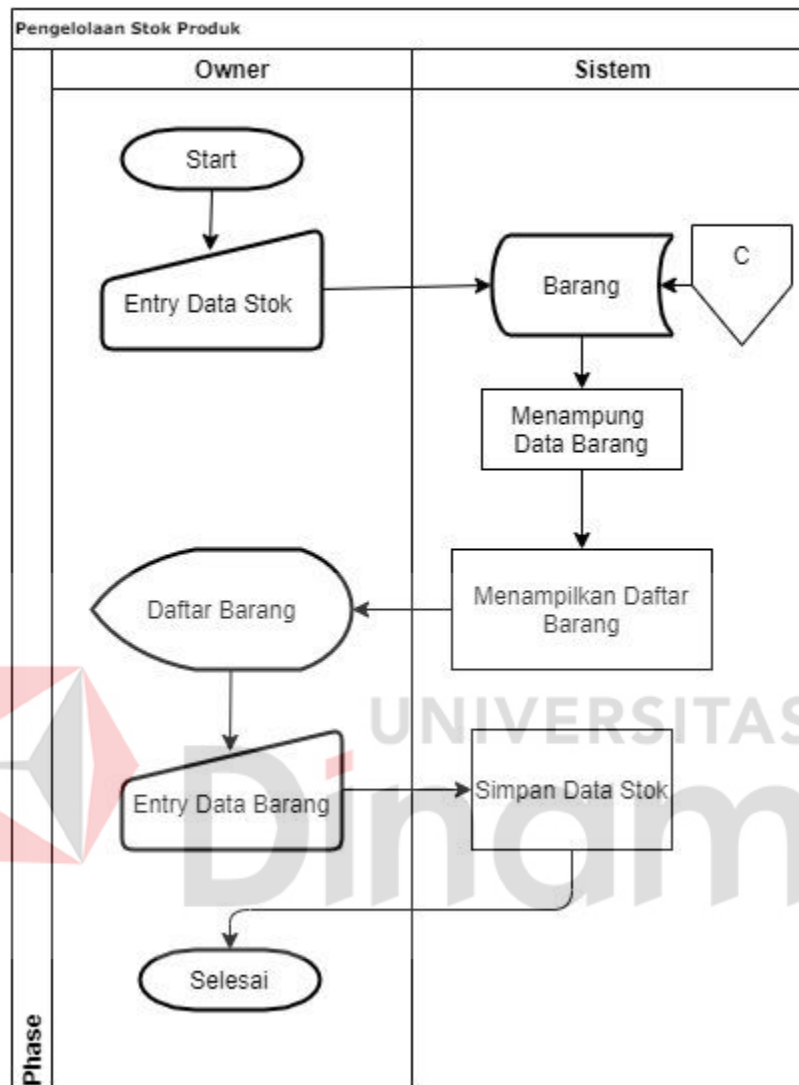 Pengelolaan Stok Produk
Owner
Sistem
Start
Entry Data Stok
Barang
C
Menampung
Data Barang
Daftar Barang
Menampilkan Daftar
Barang
UNIVERSITAS
Dinam
Entry Data Barang
Simpan Data Stok
Selesai
Phase